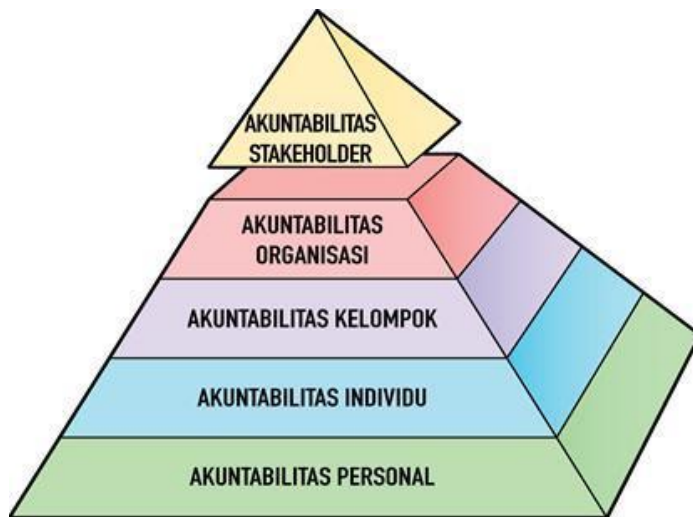 AKUNTABILITAS
STAKEHOLDER
AKUNTABILITAS
ORGANISASI
AKUNTABILITAS KELOMPOK
AKUNTABILITAS INDIVIDU
AKUNTABILITAS PERSONAL